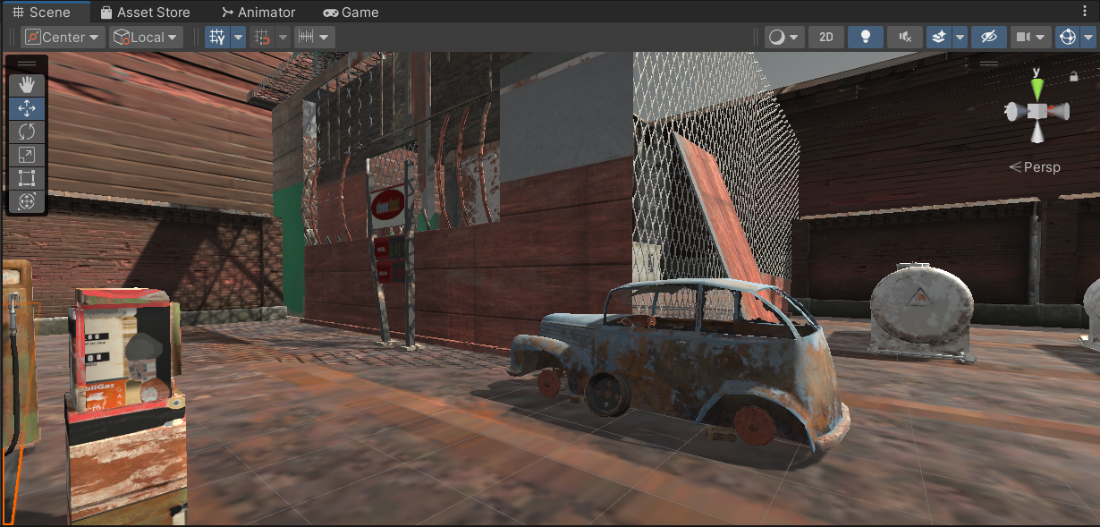 Scene
Asset Store
Animator
Game
Center
Local
2D
y
Persp